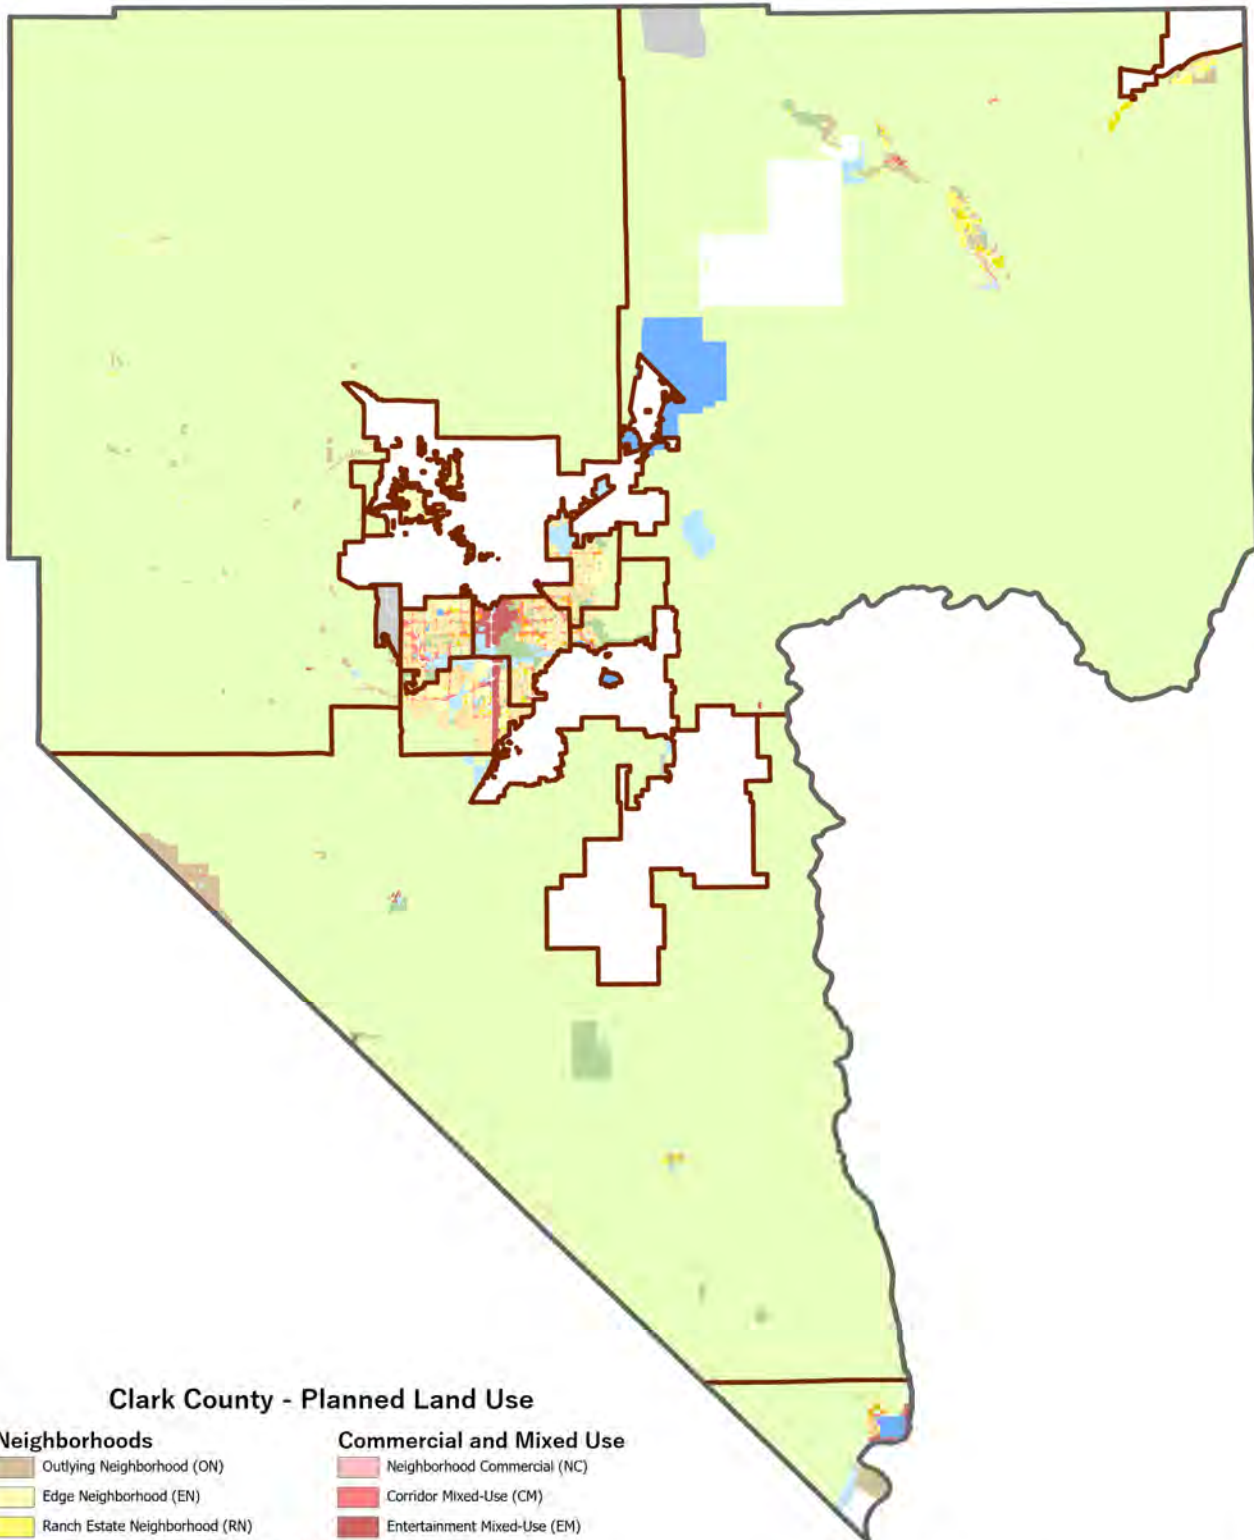 Clark County - Planned Land Use
Neighborhoods
Outlying Neighborhood (ON)
Edge Neighborhood (EN)
Ranch Estate Neighborhood (RN)
Commercial and Mixed Use
Neighborhood Commercial (NC)
Corridor Mixed-Use (CM)
Entertainment Mixed-Use (EM)